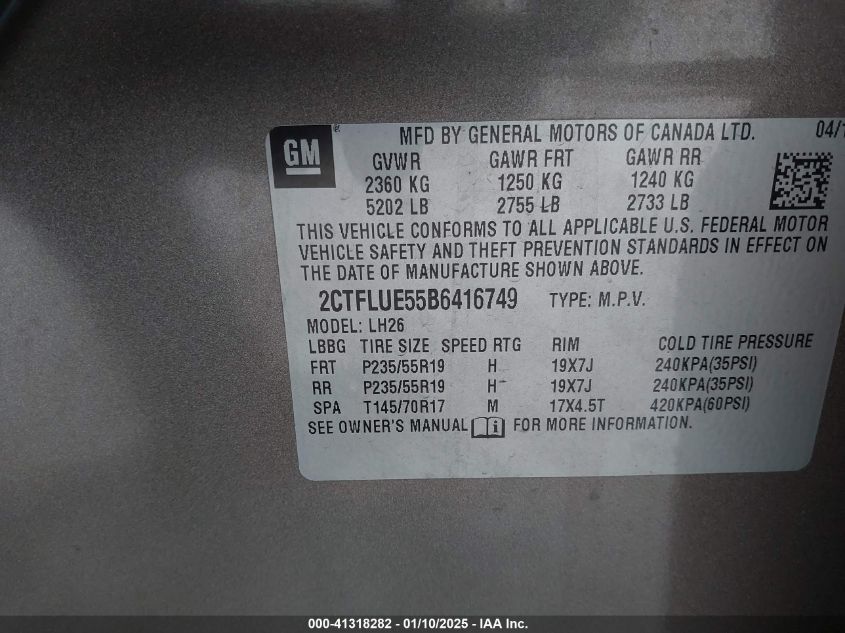 GM ®
MFD BY GENERAL MOTORS OF CANADA LTD. 04/1
GVWR GAWR FRT GAWR RR
2360 KG 1250 KG 1240 KG
5202 LB 2755 LB 2733 LB
THIS VEHICLE CONFORMS TO ALL APPLICABLE U.S. FEDERAL MOTOR
VEHICLE SAFETY AND THEFT PREVENTION STANDARDS IN EFFECT ON
THE DATE OF MANUFACTURE SHOWN ABOVE.
2CTFLUE55B6416749 TYPE: M.P.V.
MODEL: LH26
LBBG TIRE SIZE SPEED RTG RIM COLD TIRE PRESSURE
FRT P235/55R19 H 19X7J 240KPA(35PSI)
RR P235/55R19 H 19X7J 240KPA(35PSI)
SPA T145/70R17 M 17X4.5T 420KPA(60PSI)
SEE OWNER'S MANUAL i FOR MORE INFORMATION.
000-41318282 - 01/10/2025 - IAA Inc.